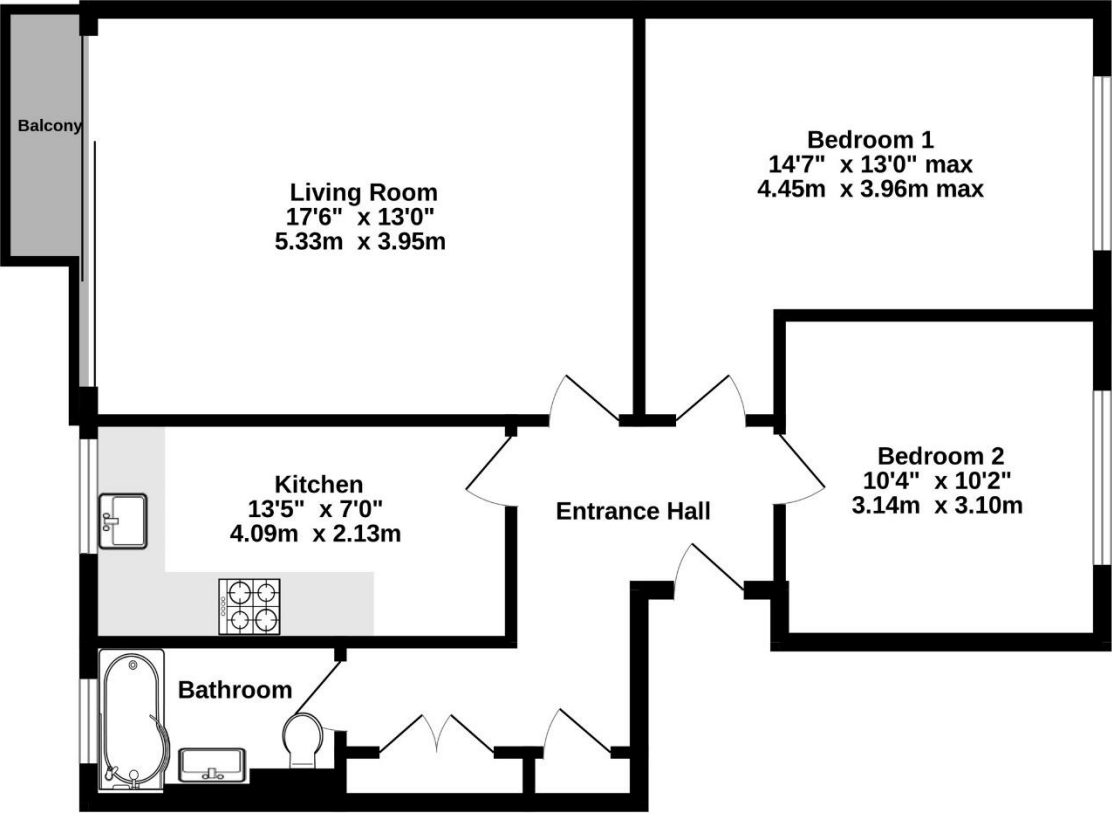 Balcony
Living Room
17'6"  x 13'0"
5.33m  x 3.95m
Bedroom 1
14'7"  x 13'0" max
4.45m  x 3.96m max
Kitchen
13'5"  x 7'0"
4.09m  x 2.13m
Entrance Hall
Bedroom 2
10'4"  x 10'2"
3.14m  x 3.10m
Bathroom